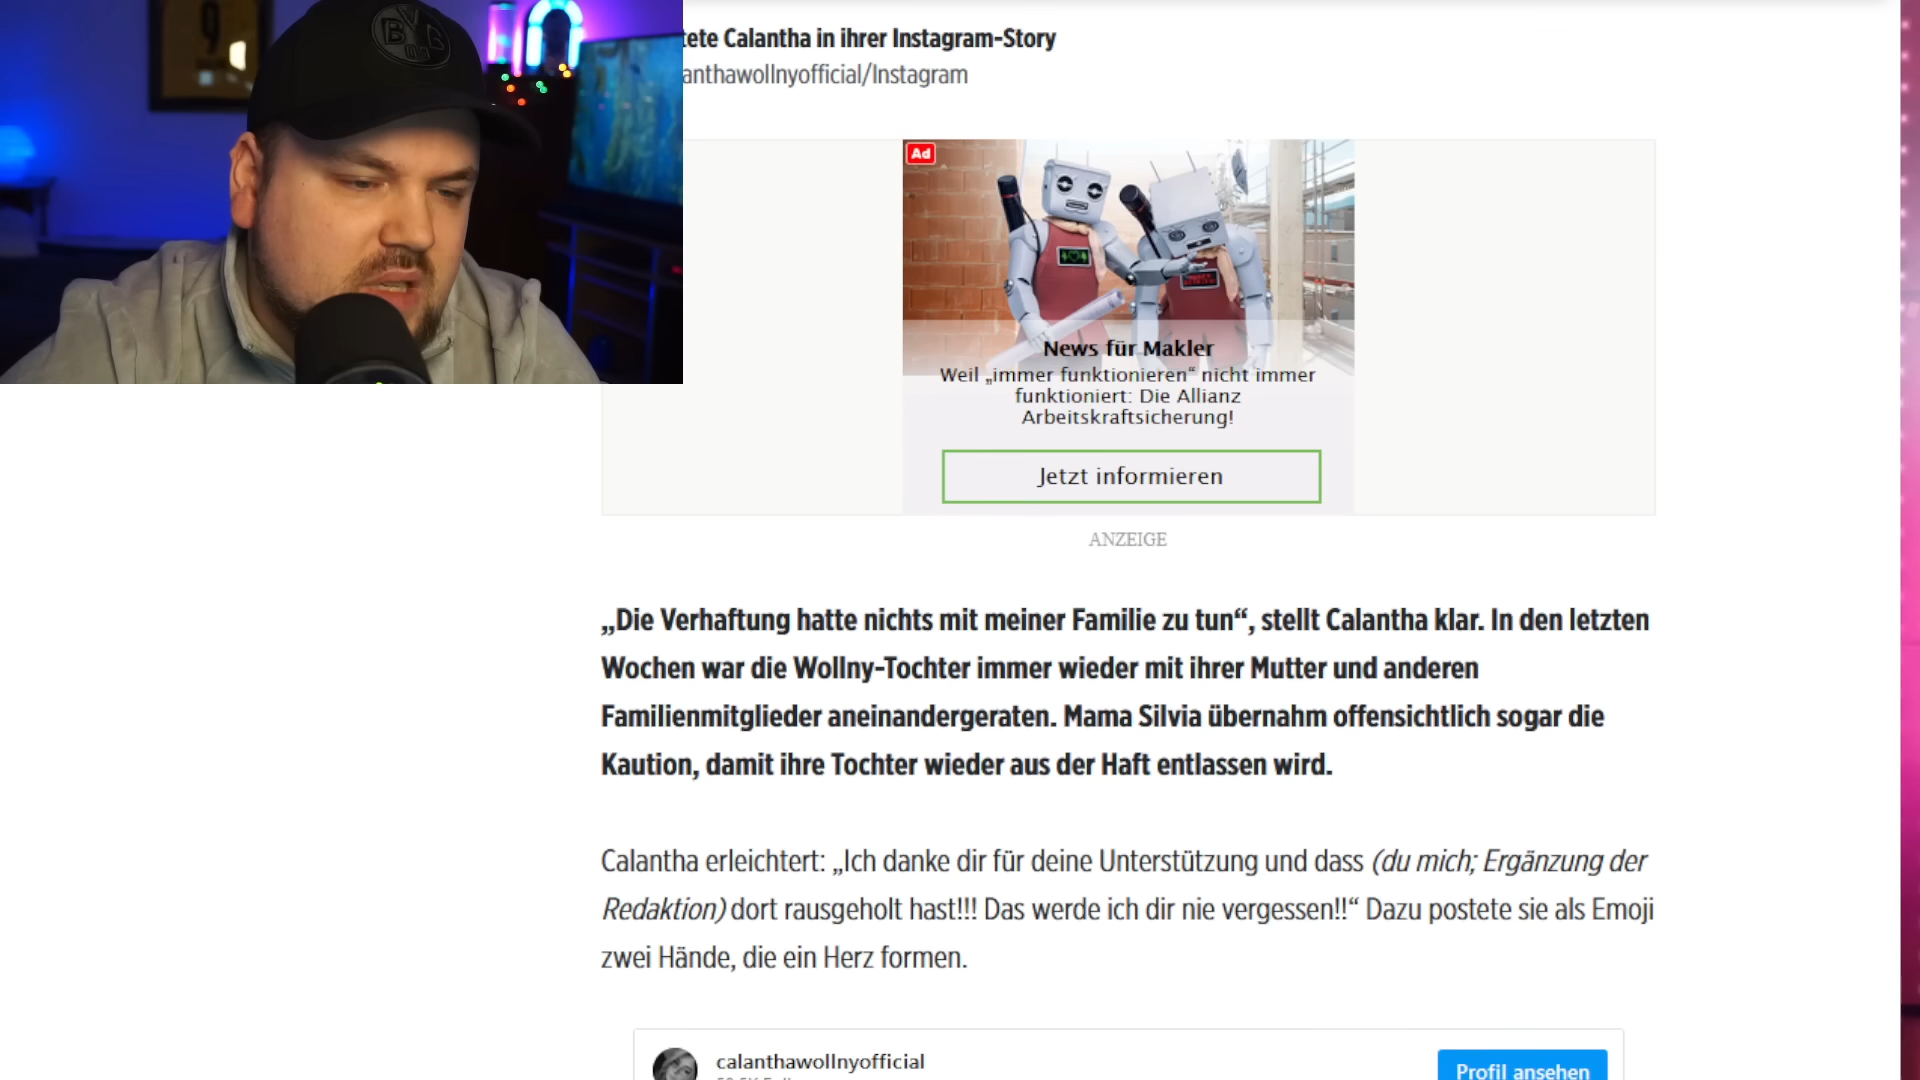 tete Calantha in ihrer Instagram-Story
anthawollnyofficial/Instagram
Ad
News für Makler
Weil „immer funktionieren“ nicht immer
funktioniert: Die Allianz
Arbeitskraftsicherung!
Jetzt informieren
ANZEIGE
„Die Verhaftung hatte nichts mit meiner Familie zu tun“, stellt Calantha klar. In den letzten
Wochen war die Wollny-Tochter immer wieder mit ihrer Mutter und anderen
Familienmitglieder aneinandergeraten. Mama Silvia übernahm offensichtlich sogar die
Kaution, damit ihre Tochter wieder aus der Haft entlassen wird.
Calantha erleichtert: „Ich danke dir für deine Unterstützung und dass (du mich; Ergänzung der
Redaktion) dort rausgeholt hast!!! Das werde ich dir nie vergessen!!“ Dazu postete sie als Emoji
zwei Hände, die ein Herz formen.
calanthawollnyofficial
Profil ansehen
BVB
9